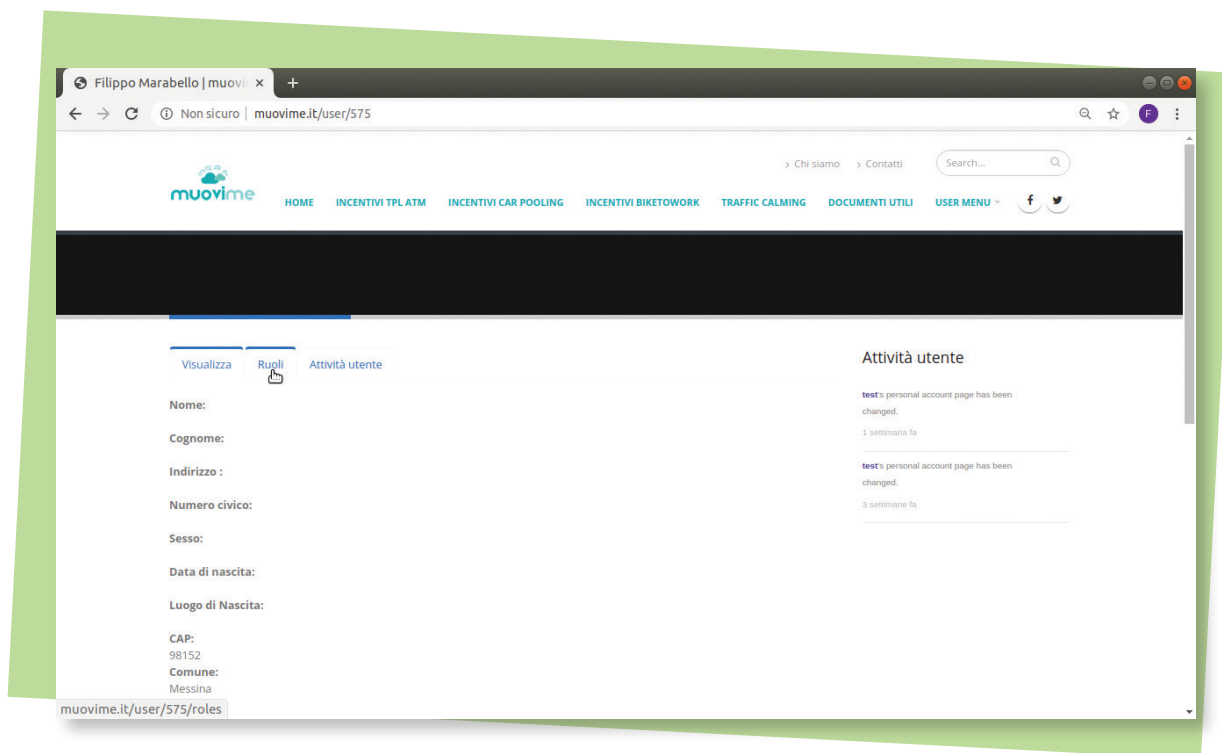 Filippo Marabello | muovi
Non sicuro | muovime.it/user/575
F
> Chi siamo > Contatti Search...
muovime
HOME INCENTIVI TPL ATM INCENTIVI CAR POOLING INCENTIVI BIKETOWORK TRAFFIC CALMING DOCUMENTI UTILI USER MENU
Visualizza Ruoli Attività utente
Attività utente
test's personal account page has been
changed.
1 settimana fa
test's personal account page has been
changed.
3 settimane fa
Nome:
Cognome:
Indirizzo :
Numero civico:
Sesso:
Data di nascita:
Luogo di Nascita:
CAP:
98152
Comune:
Messina
muovime.it/user/575/roles